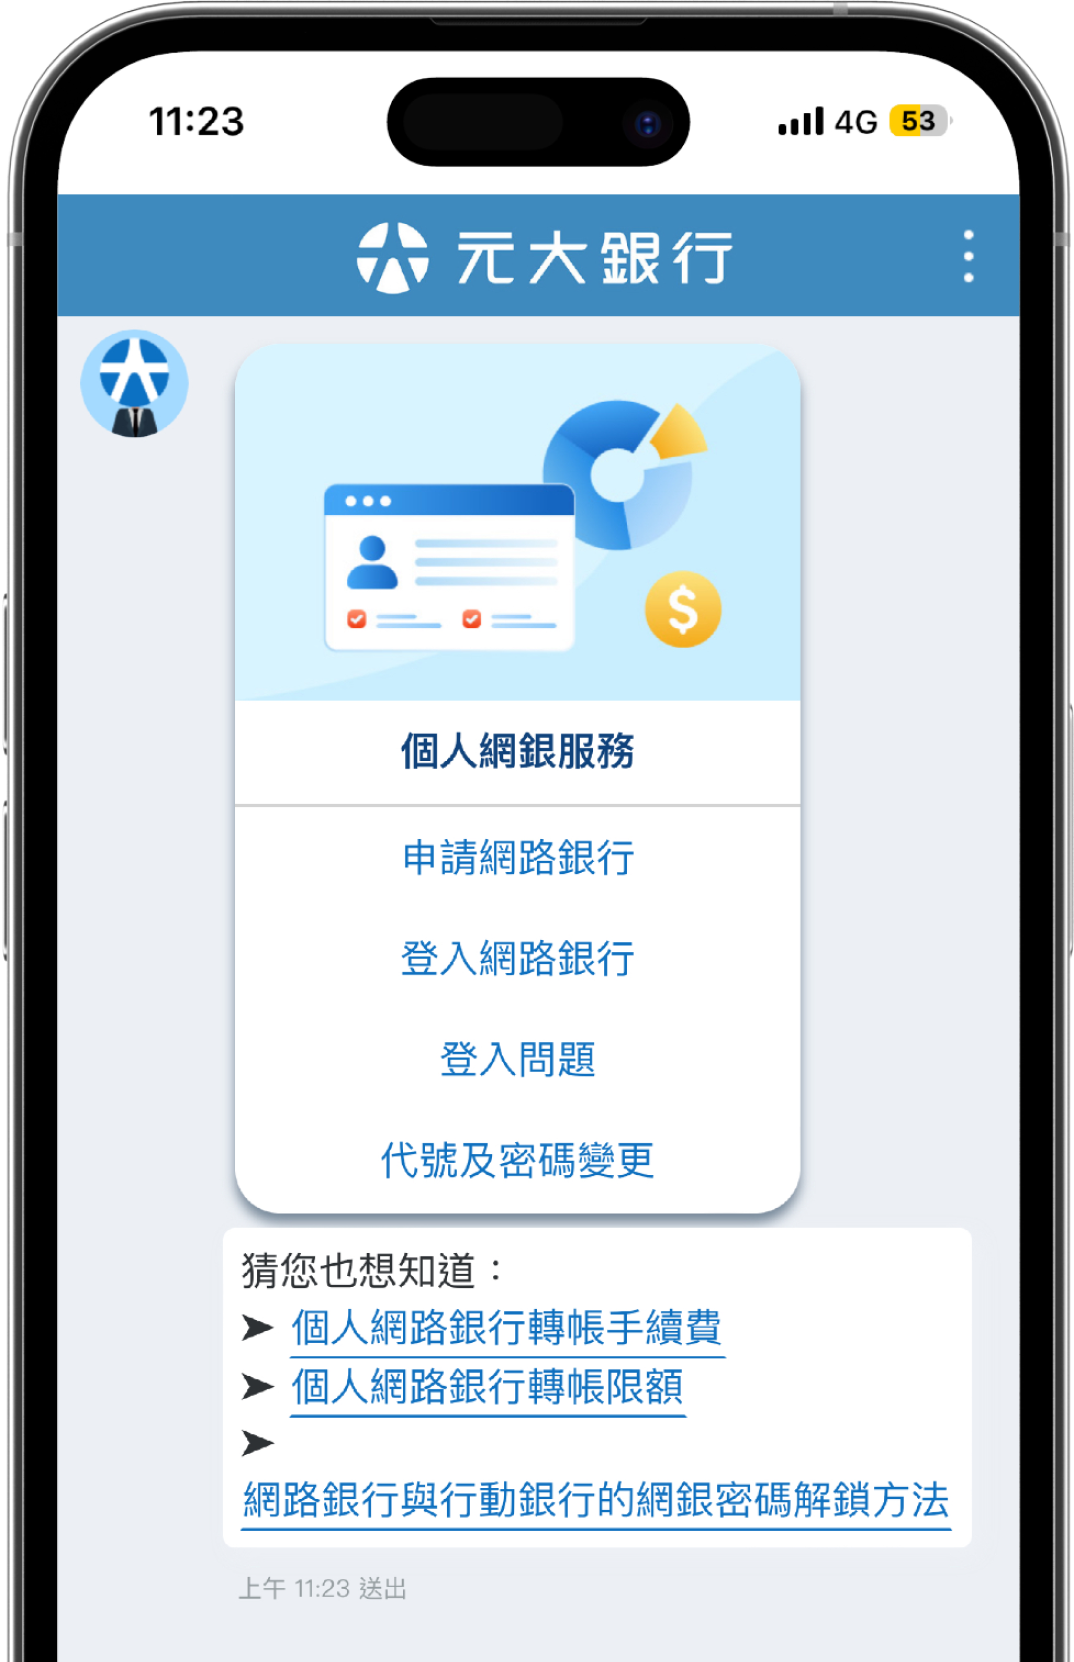 11:23
4G 53
元大銀行
$
個人網銀服務
申請網路銀行
登入網路銀行
登入問題
代號及密碼變更
猜您也想知道：
➤ 個人網路銀行轉帳手續費
➤ 個人網路銀行轉帳限額
➤
網路銀行與行動銀行的網銀密碼解鎖方法
上午 11:23 送出